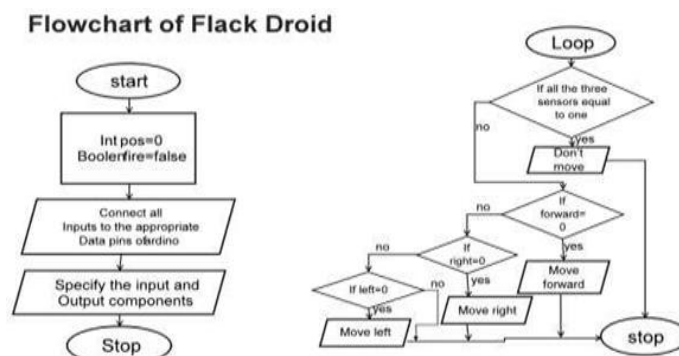 Flowchart of Flack Droid
start
Int pos=0
Boolerfire=false
Connect all
Inputs to the appropriate
Data pins ofardino
Specify the input and
Output components
Stop
Loop
If all the three
sensors equal
to one
no
yes
Don't
move
If
forward=
0
no
yes
Move
forward
If
right=0
no
yes
Move right
If left=0
no
yes
Move left
stop